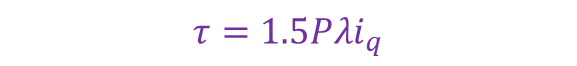 τ = 1.5Pλi_q